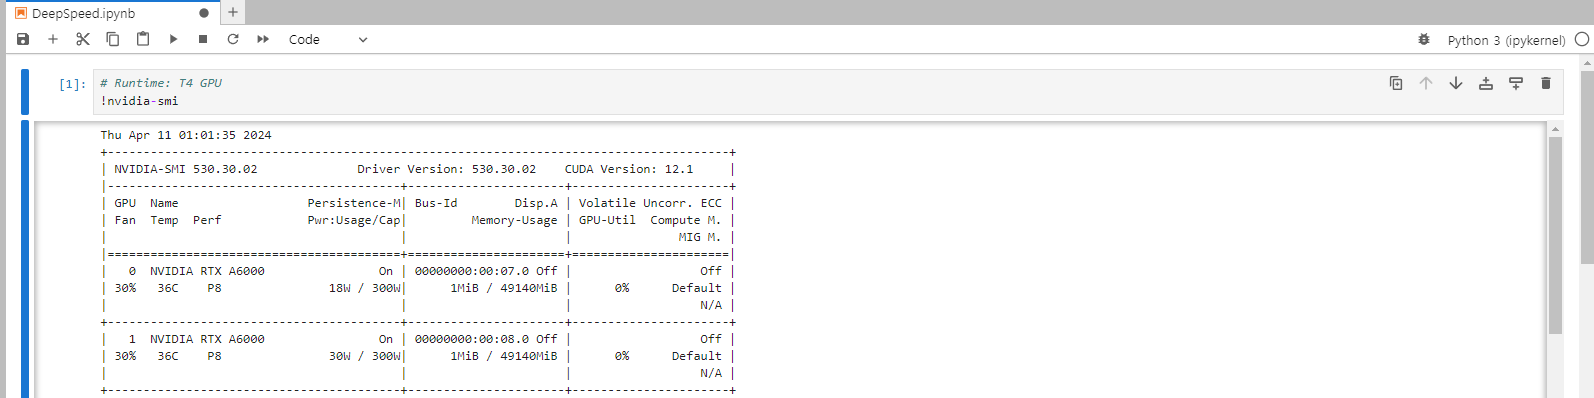 DeepSpeed.ipynb
Code
Python 3 (ipykernel)
[1]:
# Runtime: T4 GPU
!nvidia-smi
Thu Apr 11 01:01:35 2024
+---------------------------------------------------------------------------------------+
| NVIDIA-SMI 530.30.02              Driver Version: 530.30.02    CUDA Version: 12.1     |
|-----------------------------------------+----------------------+----------------------+
| GPU  Name                  Persistence-M| Bus-Id        Disp.A | Volatile Uncorr. ECC |
| Fan  Temp  Perf            Pwr:Usage/Cap|         Memory-Usage | GPU-Util  Compute M. |
|                                         |                      |               MIG M. |
|=========================================+======================+======================|
|   0  NVIDIA RTX A6000                On | 00000000:00:07.0 Off |                  Off |
| 30%   36C    P8               18W / 300W|      1MiB / 49140MiB |      0%      Default |
|                                         |                      |                  N/A |
+-----------------------------------------+----------------------+----------------------+
|   1  NVIDIA RTX A6000                On | 00000000:00:08.0 Off |                  Off |
| 30%   36C    P8               30W / 300W|      1MiB / 49140MiB |      0%      Default |
|                                         |                      |                  N/A |
+-----------------------------------------+----------------------+----------------------+